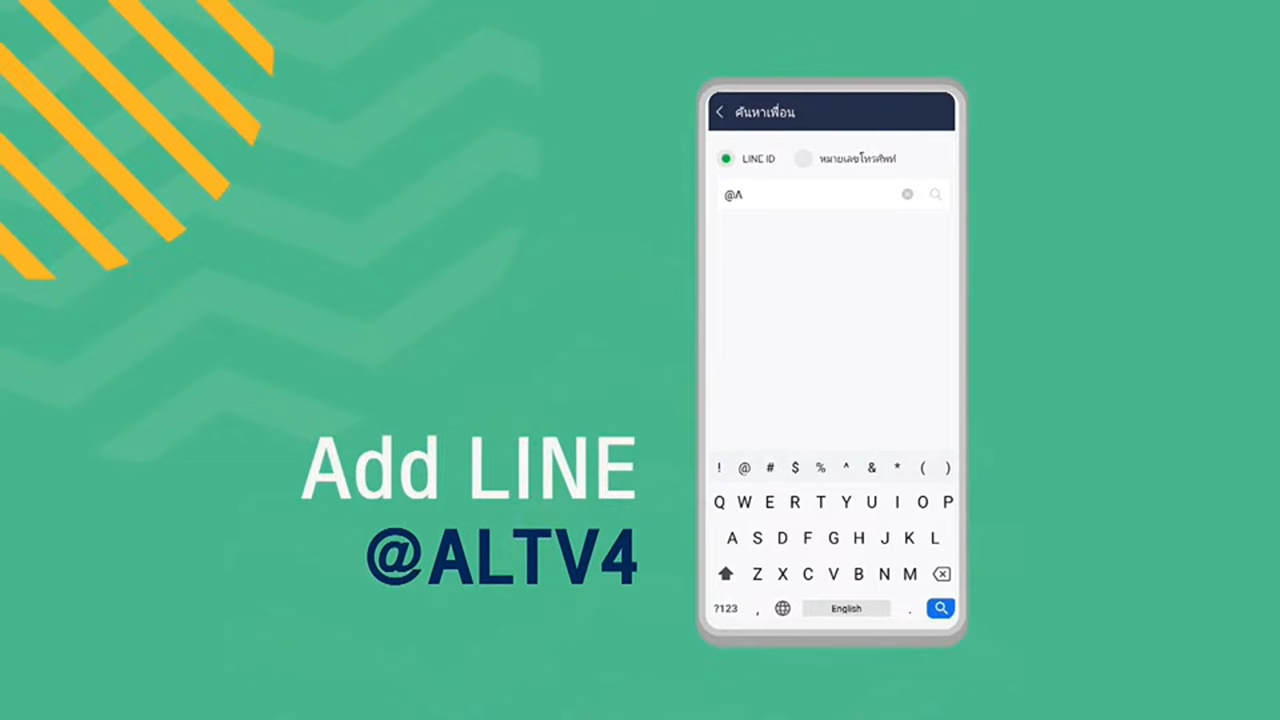 Add LINE
@ALTV4
ค้นหาเพื่อน
LINE ID หมายเลขโทรศัพท์
@A
! @ # $ % ^ & * ( )
Q W E R T Y U I O P
A S D F G H J K L
Z X C V B N M
?123 , English .